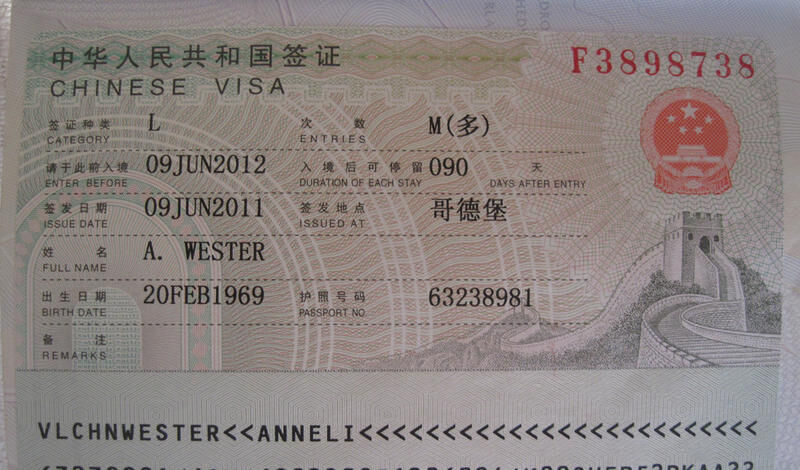 中华人民共和国签证 F3898738
CHINESE VISA
签证种类 L 次数 M(多)
CATEGORY ENTRIES
请于此前入境 09JUN2012 入境后可停留 090 天
ENTER BEFORE DURATION OF EACH STAY DAYS AFTER ENTRY
签发日期 09JUN2011 签发地点 哥德堡
ISSUE DATE ISSUED AT
姓名 A. WESTER
FULL NAME
出生日期 20FEB1969 护照号码 63238981
BIRTH DATE PASSPORT NO.
备注
REMARKS
VLCHNWESTER<<ANNELI<<<<<<<<<<<<<<<<<<<<<<<<<